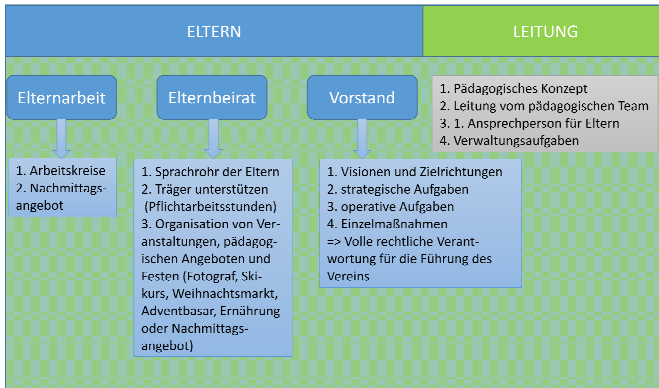 ELTERN
LEITUNG
Elternarbeit
Elternbeirat
Vorstand
1. Pädagogisches Konzept
2. Leitung vom pädagogischen Team
3. 1. Ansprechperson für Eltern
4. Verwaltungsaufgaben
1. Arbeitskreise
2. Nachmittags-
angebot
1. Sprachrohr der Eltern
2. Träger unterstützen
(Pflichtarbeitsstunden)
3. Organisation von Ver-
anstaltungen, pädagog-
ischen Angeboten und
Festen (Fotograf, Ski-
kurs, Weihnachtsmarkt,
Adventbasar, Ernährung
oder Nachmittags-
angebot)
1. Visionen und Zielrichtungen
2. strategische Aufgaben
3. operative Aufgaben
4. Einzelmaßnahmen
=> Volle rechtliche Verant-
wortung für die Führung des
Vereins